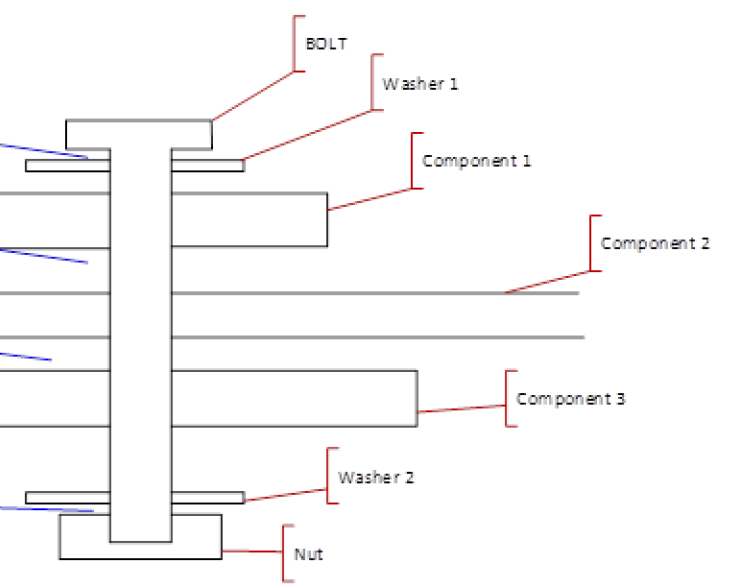 BOLT
Washer 1
Component 1
Component 2
Component 3
Washer 2
Nut